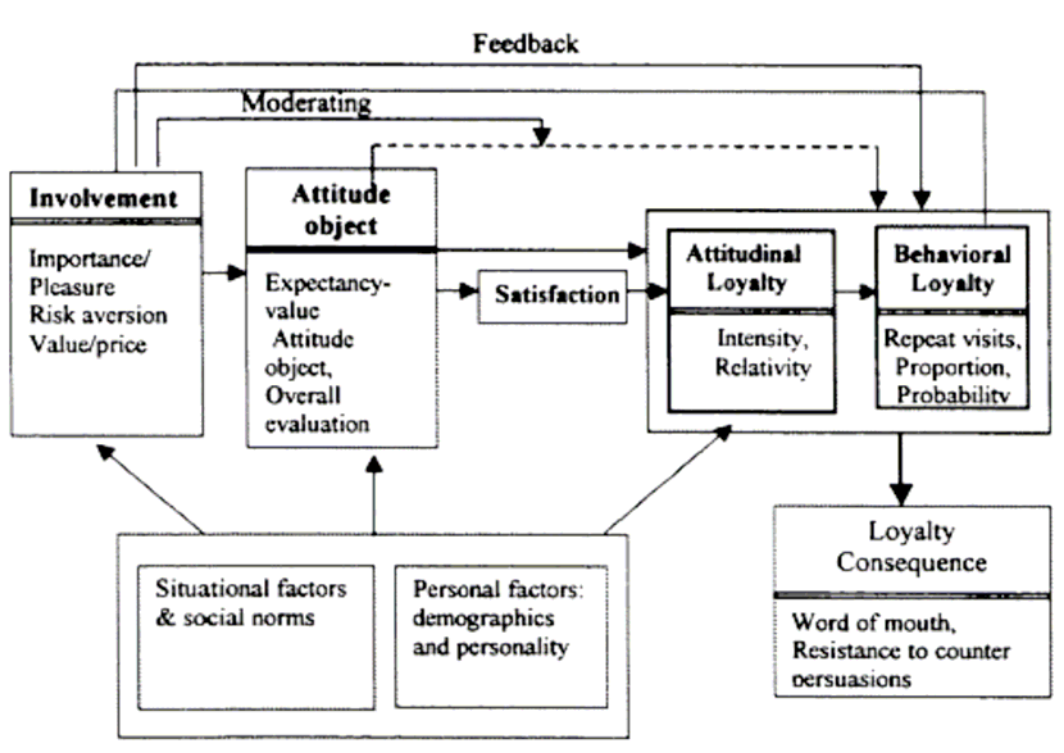 Feedback
Moderating
Involvement
Importance/
Pleasure
Risk aversion
Value/price
Attitude
object
Expectancy-
value
Attitude
object,
Overall
evaluation
Satisfaction
Attitudinal
Loyalty
Intensity,
Relativity
Behavioral
Loyalty
Repeat visits,
Proportion,
Probability
Situational factors
& social norms
Personal factors:
demographics
and personality
Loyalty
Consequence
Word of mouth,
Resistance to counter
persuasions